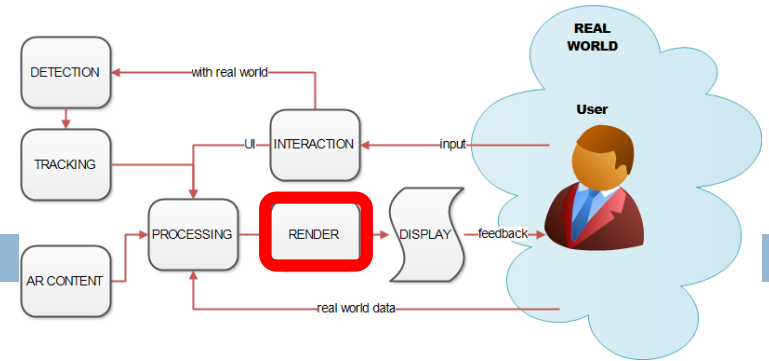 REAL
WORLD
DETECTION
with real world
User
TRACKING
UI
INTERACTION
input
PROCESSING
RENDER
DISPLAY
feedback
AR CONTENT
real world data